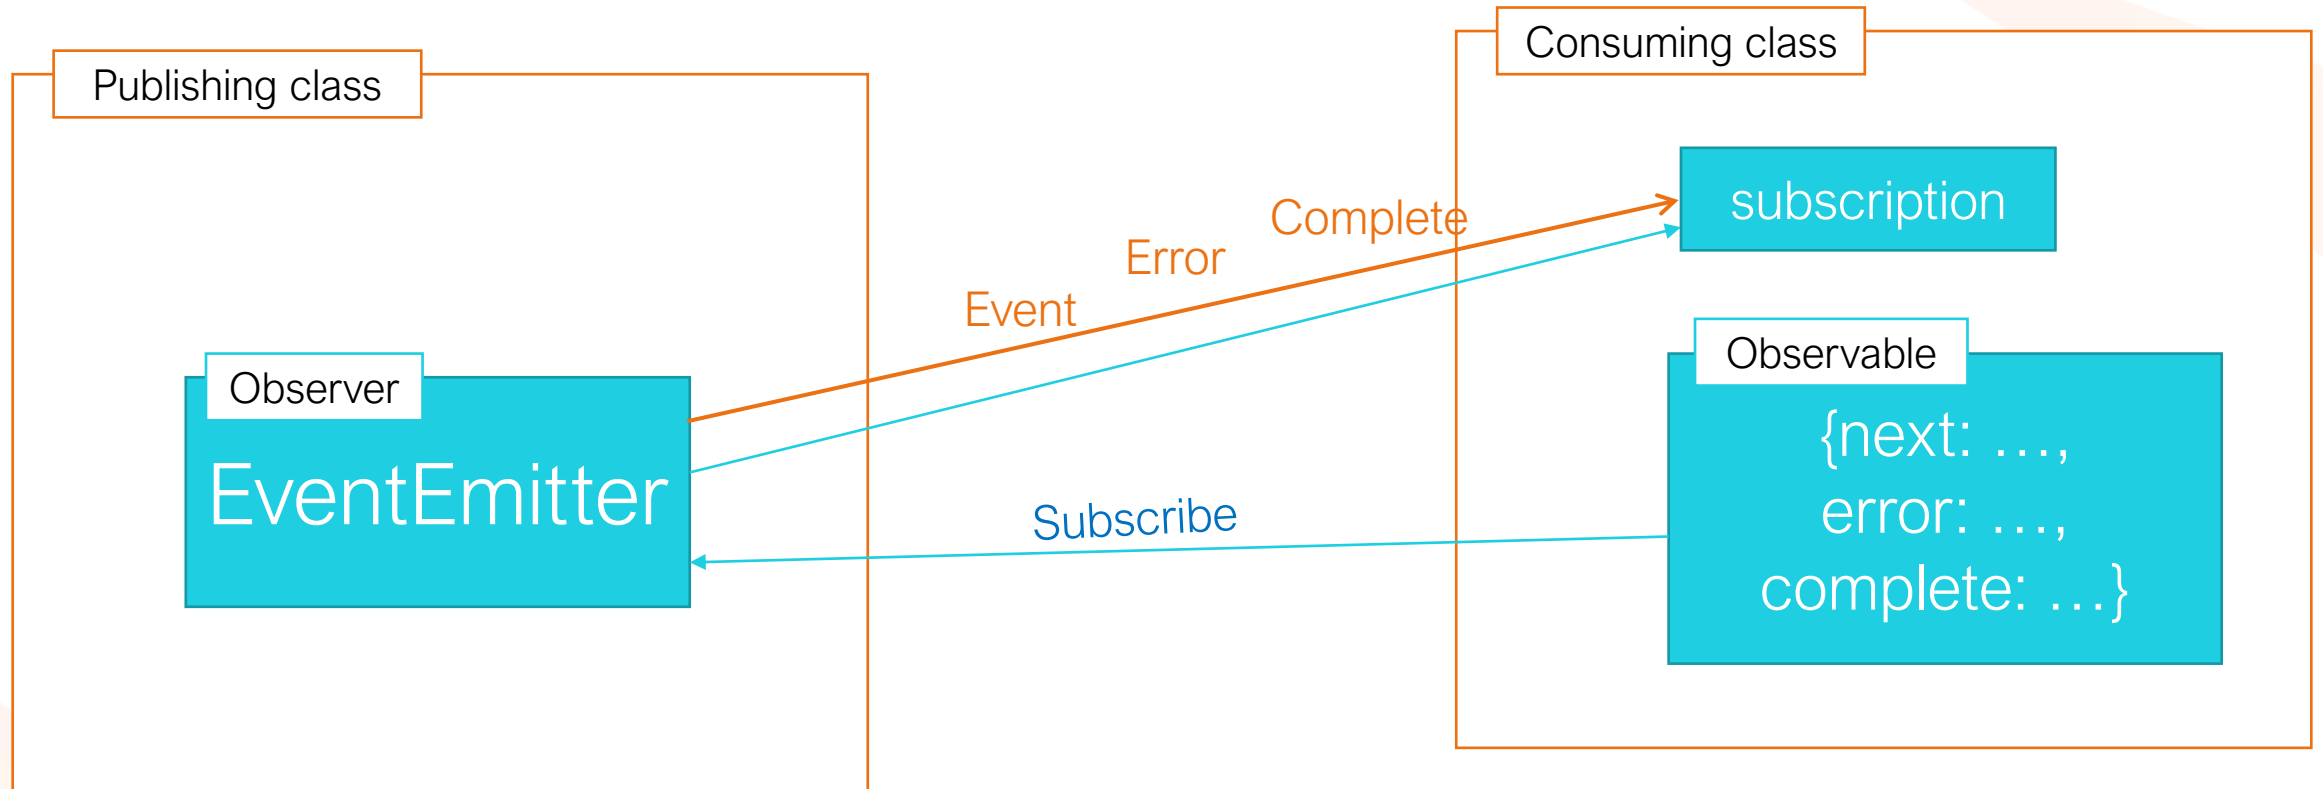 Publishing class
Consuming class
subscription
Complete
Error
Event
Observer
EventEmitter
Subscribe
Observable
{next: …,
error: …,
complete: …}